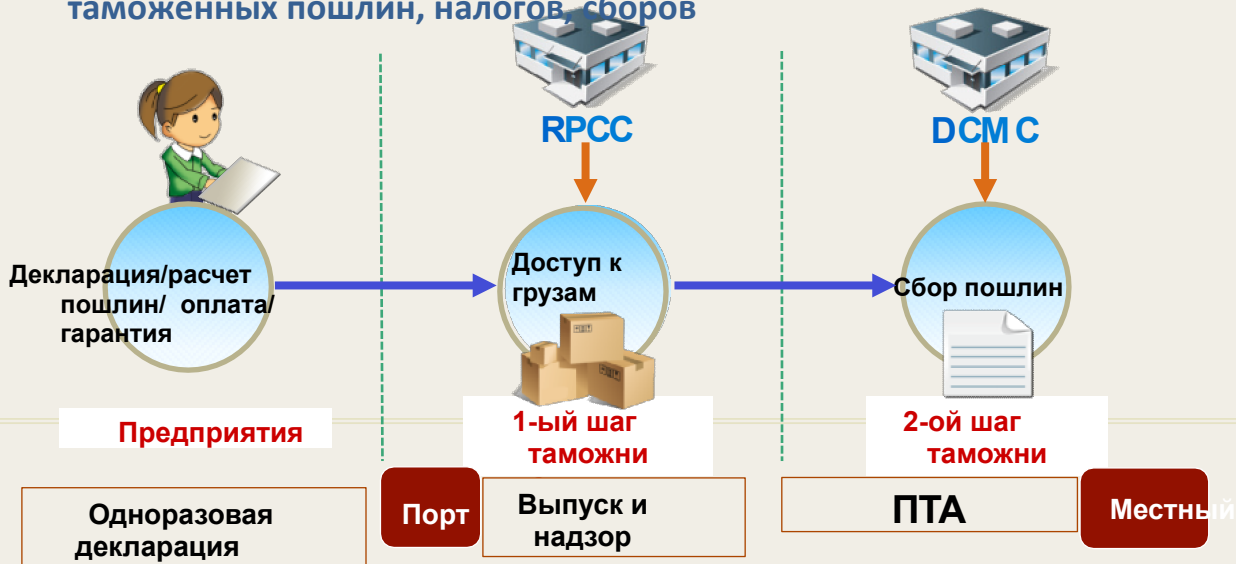 таможенных пошлин, налогов, сборов
RPCC
DCMC
Декларация/расчет
пошлин/ оплата/
гарантия
Доступ к
грузам
Сбор пошлин
Предприятия
1-ый шаг
таможни
2-ой шаг
таможни
Одноразовая
декларация
Порт
Выпуск и
надзор
ПТА
Местный